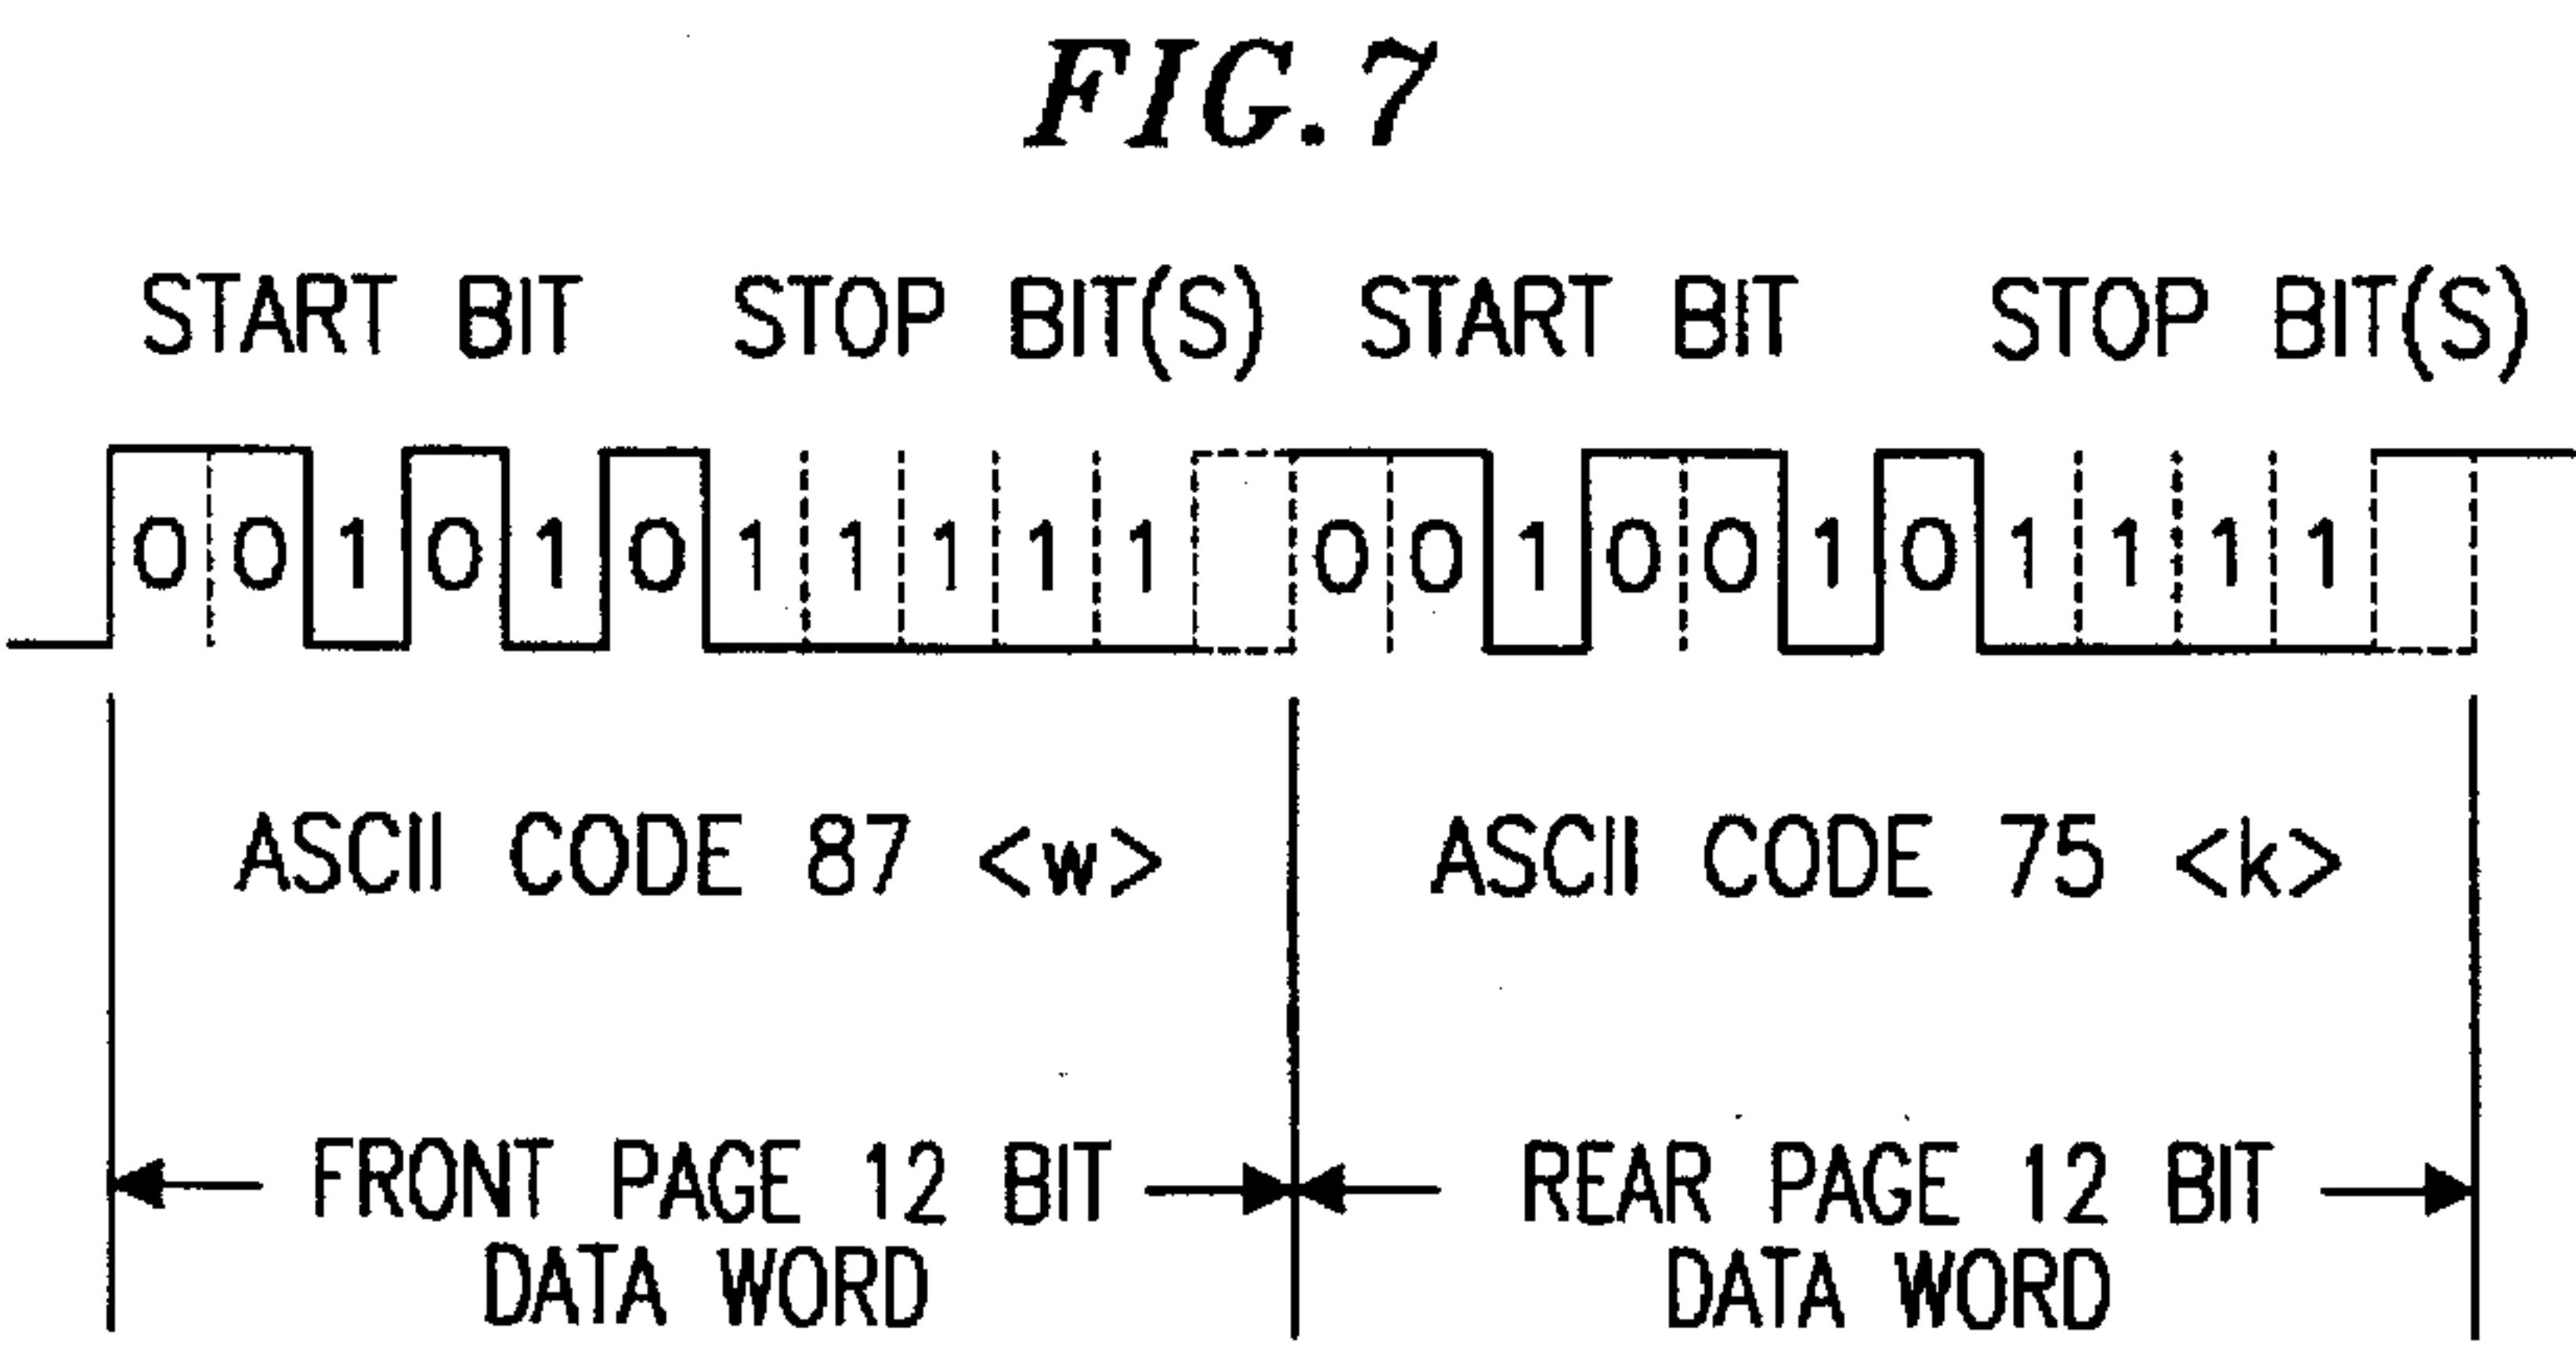 FIG. 7
START BIT STOP BIT(S) START BIT STOP BIT(S)
0 0 1 0 1 0 1 1 1 1 1 0 0 1 0 0 1 0 1 1 1 1
ASCII CODE 87 <w> ASCII CODE 75 <k>
FRONT PAGE 12 BIT REAR PAGE 12 BIT
DATA WORD DATA WORD